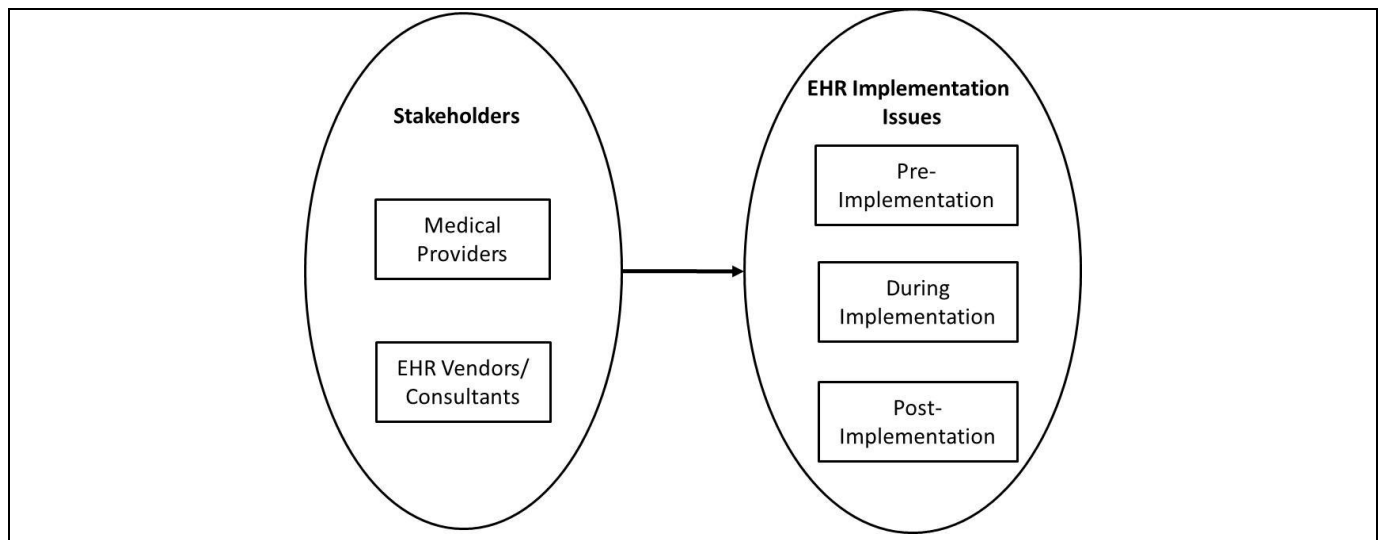 Stakeholders
Medical
Providers
EHR Vendors/
Consultants
EHR Implementation
Issues
Pre-
Implementation
During
Implementation
Post-
Implementation